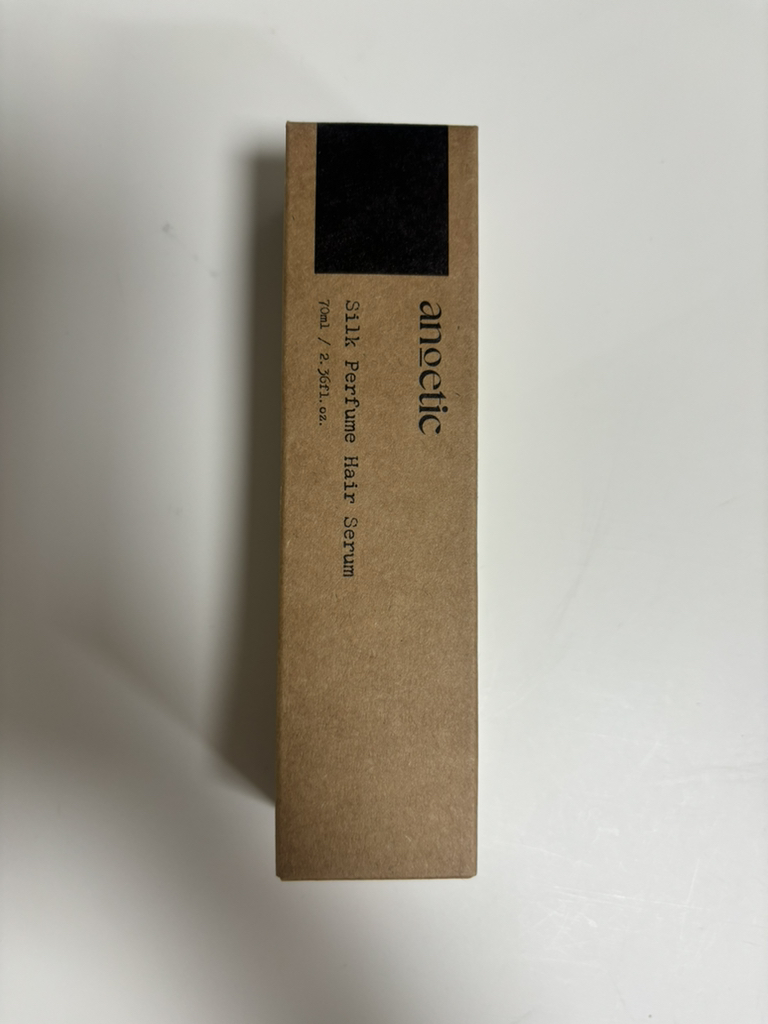 anoetic
Silk Perfume Hair Serum
70ml / 2.36fl.oz.